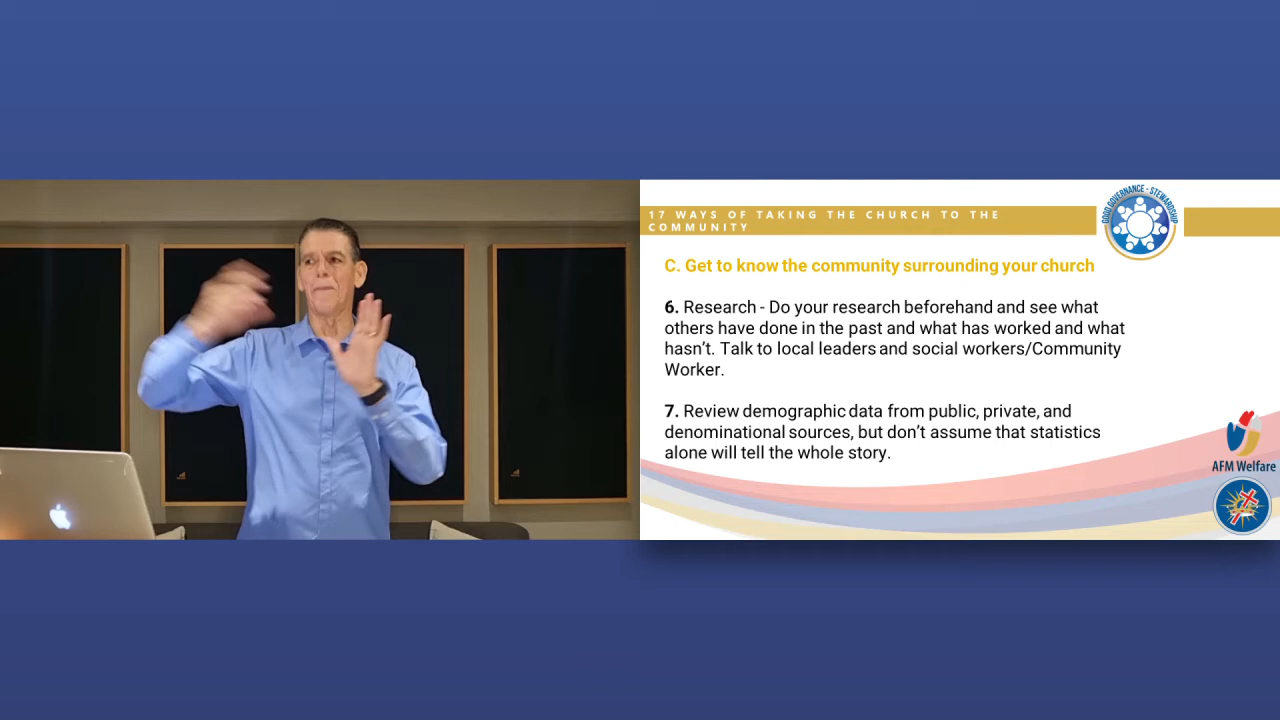 17 WAYS OF TAKING THE CHURCH TO THE
COMMUNITY
GOOD GOVERNANCE - STEWARDSHIP
C. Get to know the community surrounding your church
6. Research - Do your research beforehand and see what
others have done in the past and what has worked and what
hasn't. Talk to local leaders and social workers/Community
Worker.
7. Review demographic data from public, private, and
denominational sources, but don't assume that statistics
alone will tell the whole story.
AFM Welfare